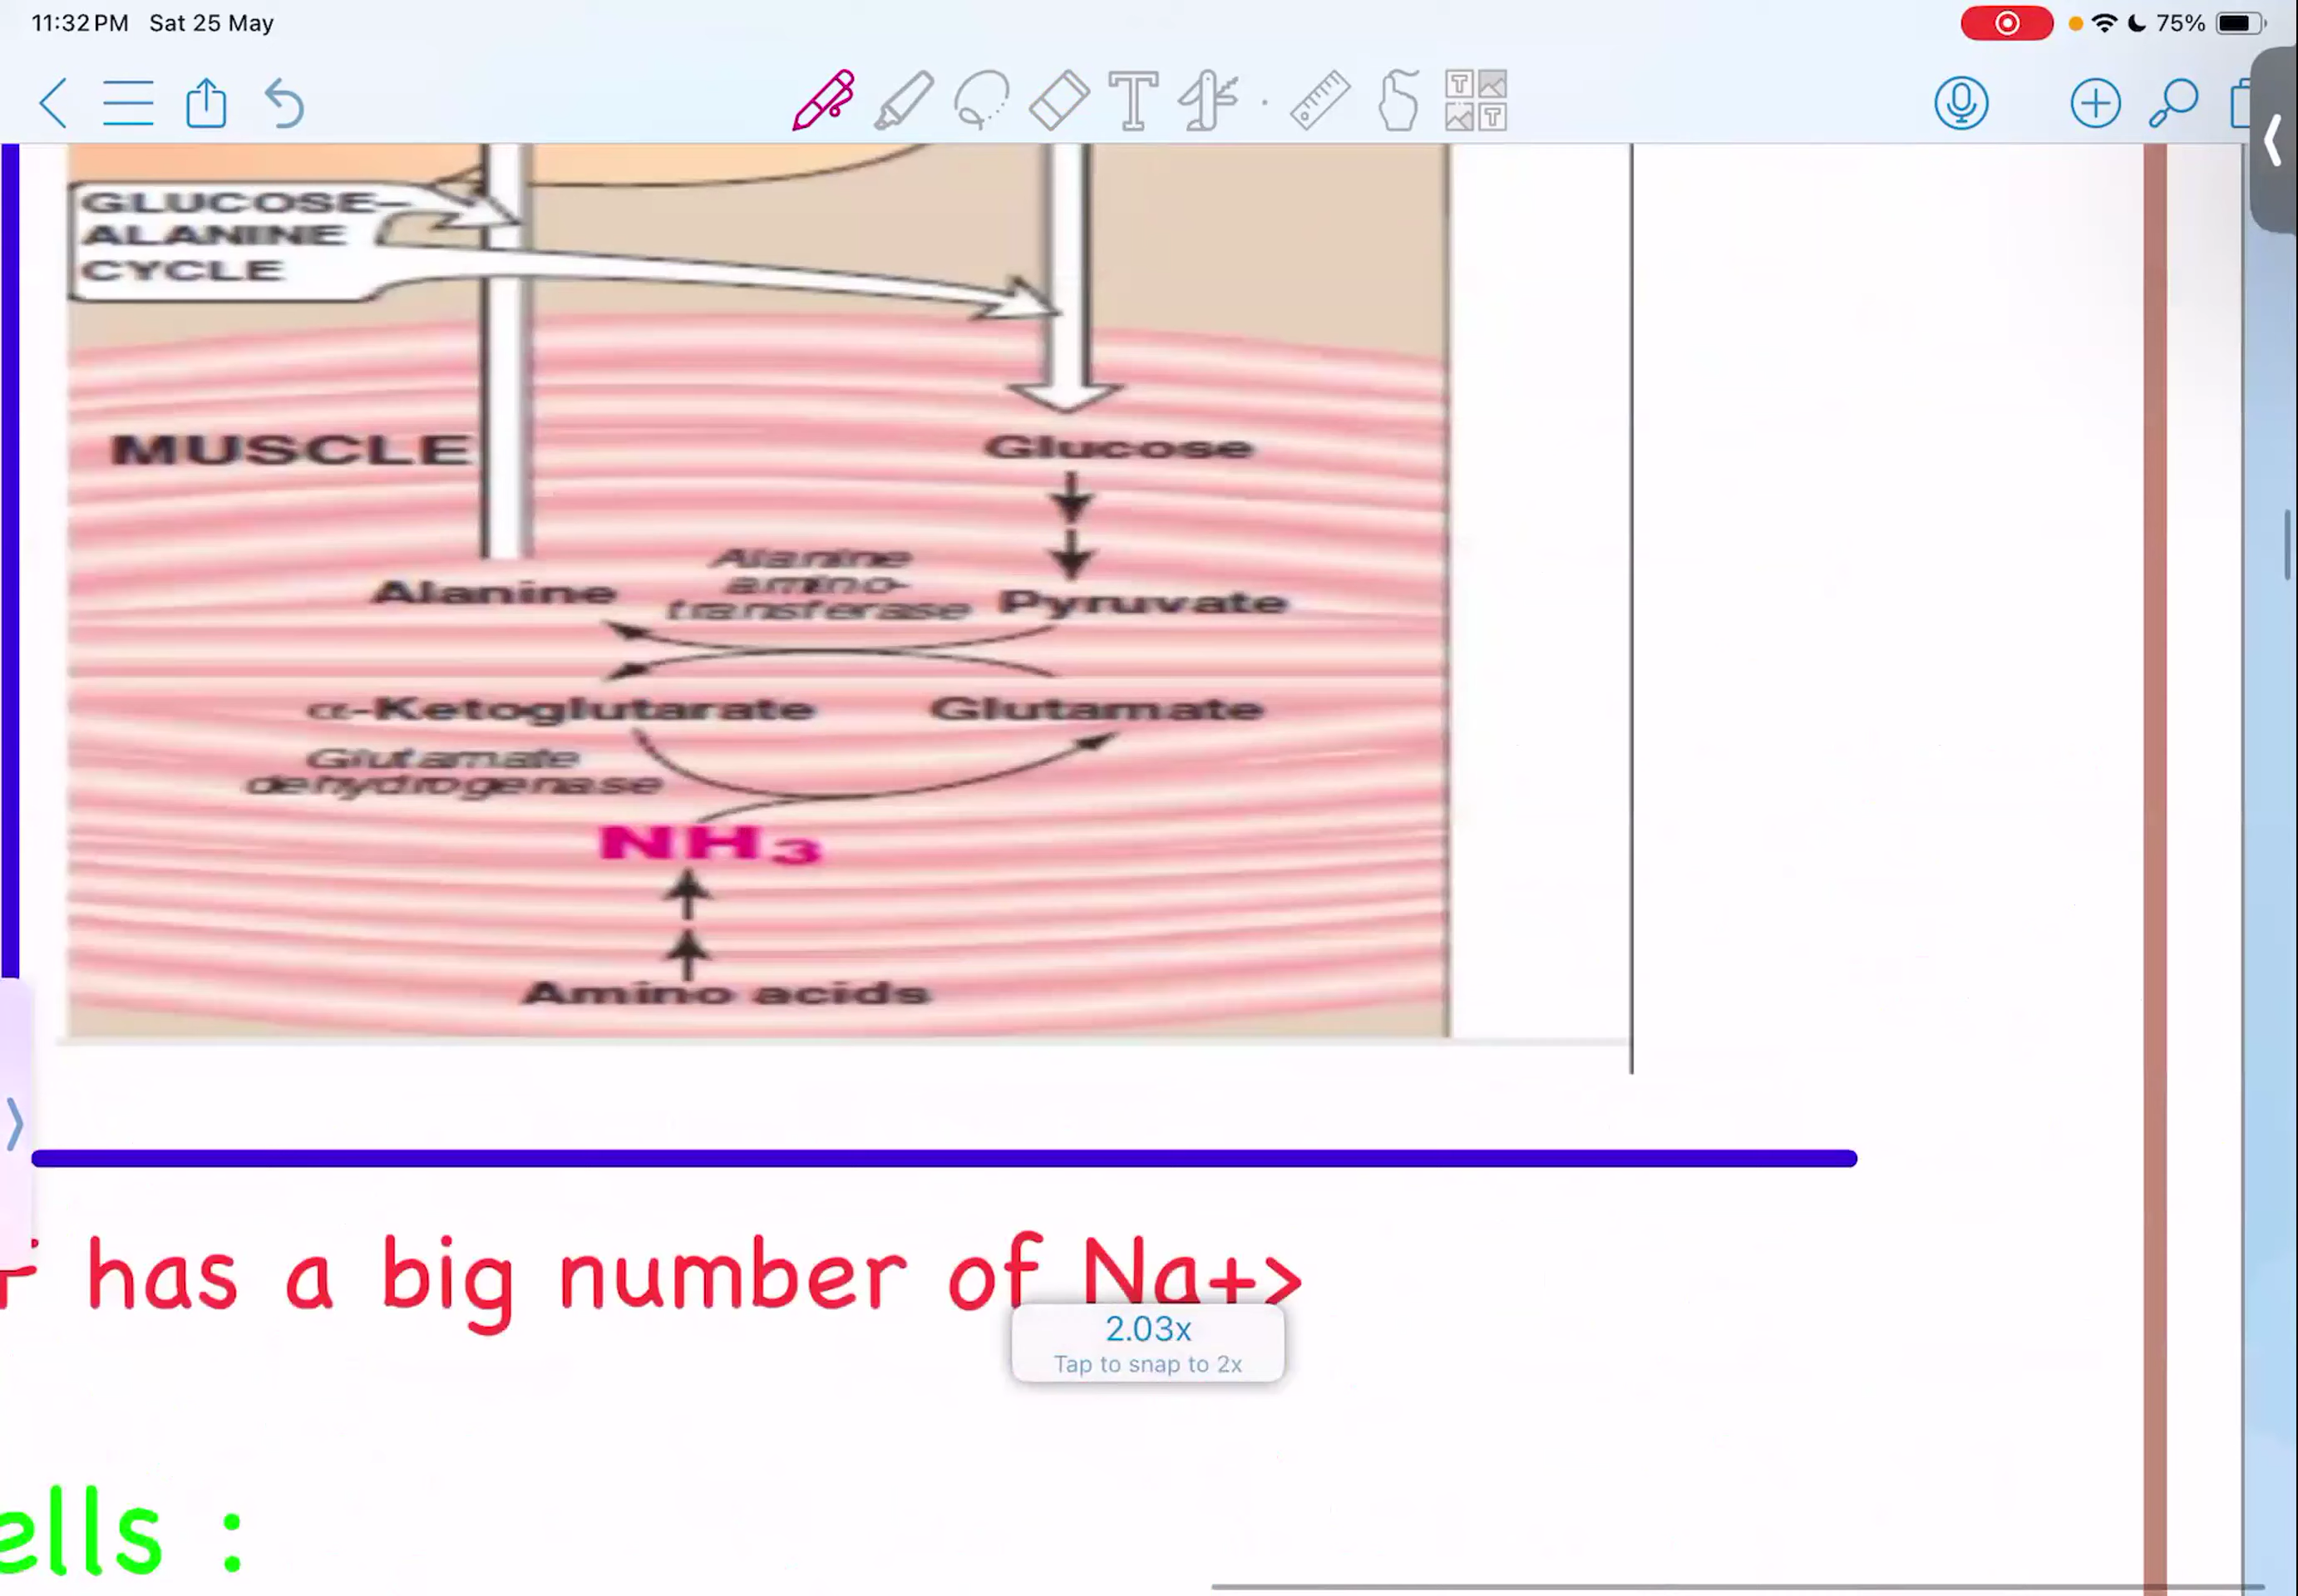 11:32 PM Sat 25 May
75%
GLUCOSE-
ALANINE
CYCLE
MUSCLE
Glucose
Alanine
amino-
transferase
Alanine
Pyruvate
α-Ketoglutarate
Glutamate
Glutamate
dehydrogenase
NH3
Amino acids
has a big number of Na+>
2.03x
Tap to snap to 2x
ells :